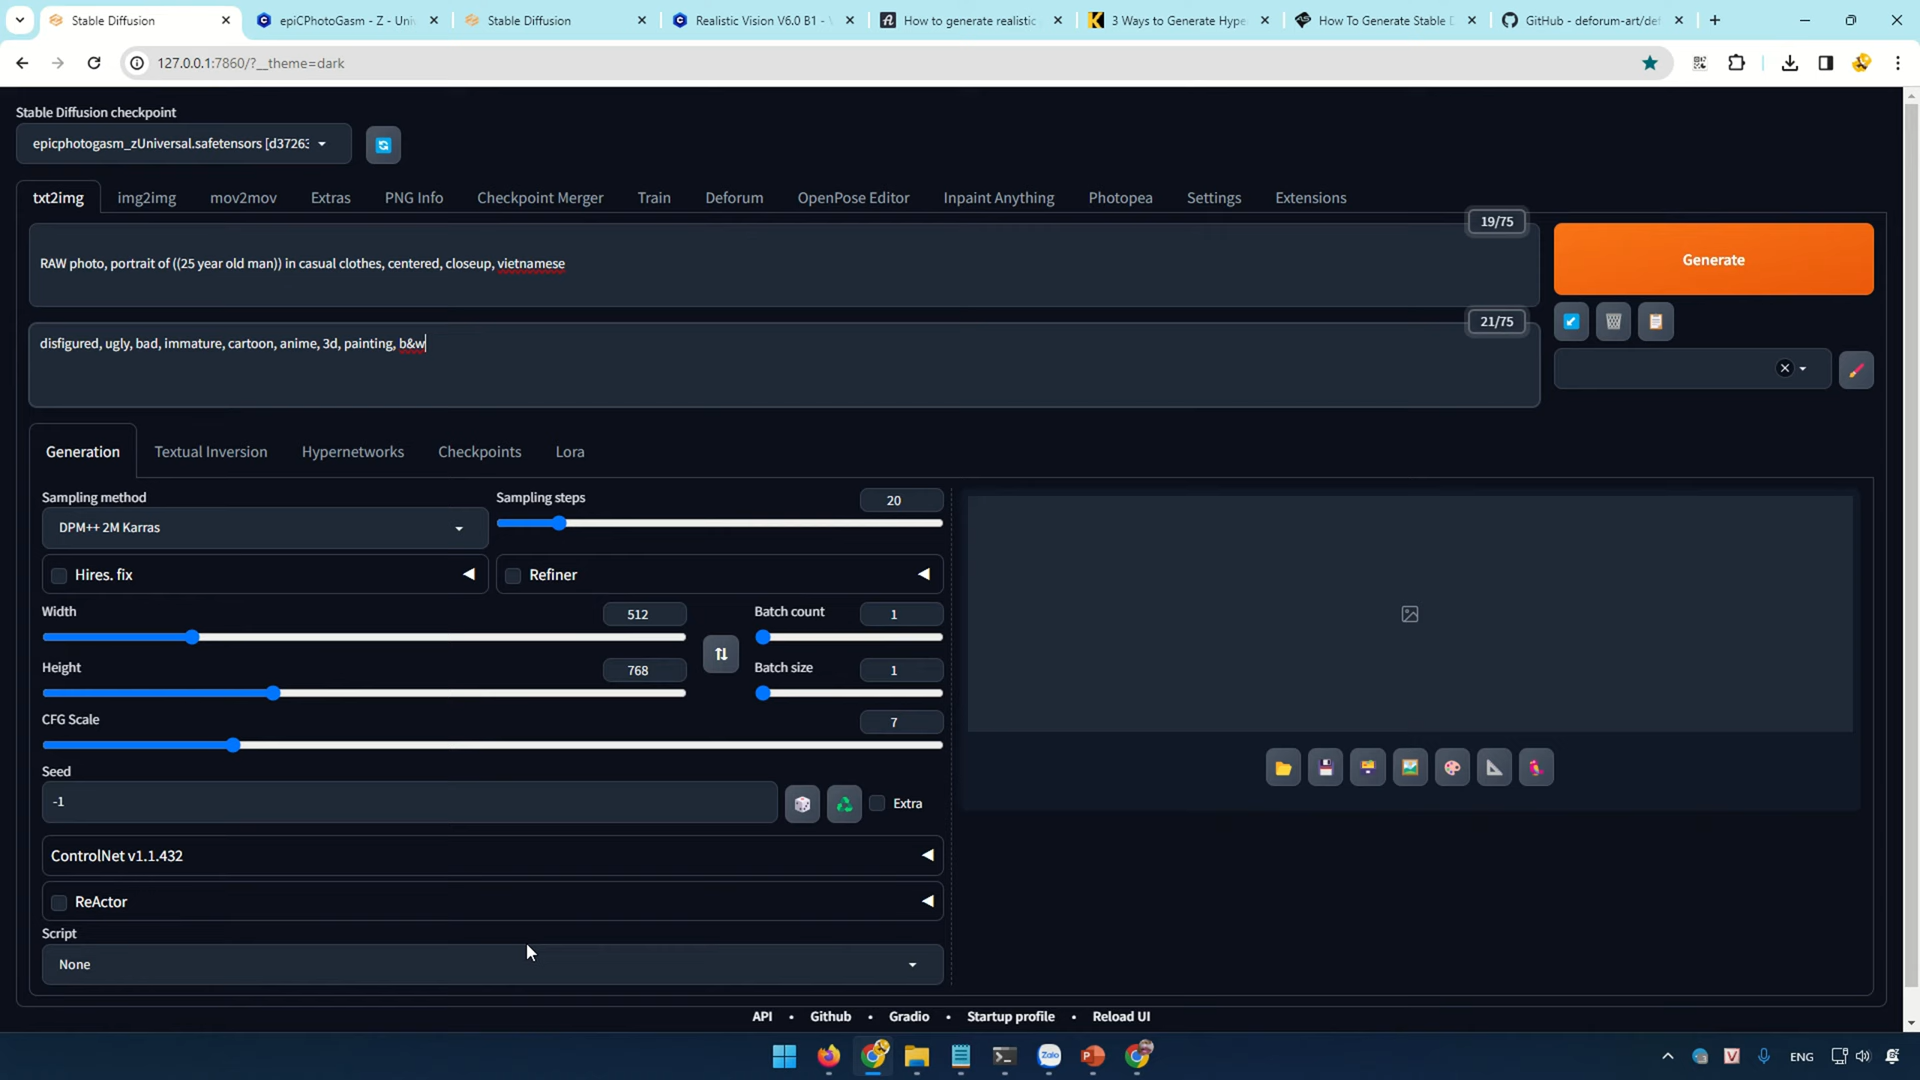 Stable Diffusion
epiCPhotoGasm - Z - Uni
Stable Diffusion
Realistic Vision V6.0 B1 -
How to generate realistic
3 Ways to Generate Hype
How To Generate Stable D
GitHub - deforum-art/def
127.0.0.1:7860/?__theme=dark
Stable Diffusion checkpoint
epicphotogasm_zUniversal.safetensors [d37263
txt2img
img2img
mov2mov
Extras
PNG Info
Checkpoint Merger
Train
Deforum
OpenPose Editor
Inpaint Anything
Photopea
Settings
Extensions
19/75
RAW photo, portrait of ((25 year old man)) in casual clothes, centered, closeup, vietnamese
Generate
21/75
disfigured, ugly, bad, immature, cartoon, anime, 3d, painting, b&w
Generation
Textual Inversion
Hypernetworks
Checkpoints
Lora
Sampling method
DPM++ 2M Karras
Sampling steps
20
Hires. fix
Refiner
Width
512
Batch count
1
Height
768
Batch size
1
CFG Scale
7
Seed
-1
Extra
ControlNet v1.1.432
ReActor
Script
None
API • Github • Gradio • Startup profile • Reload UI
Zalo
V
ENG